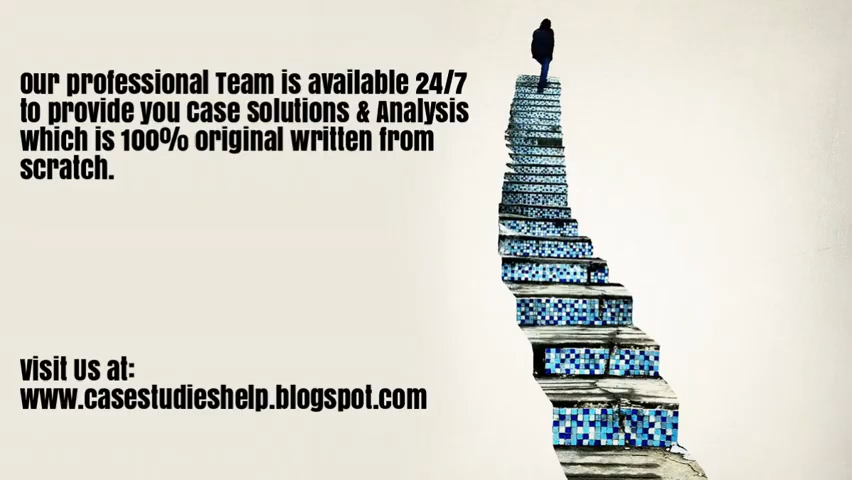 Our professional Team is available 24/7
to provide you Case Solutions & Analysis
which is 100% original written from
scratch.
Visit Us at:
www.casestudieshelp.blogspot.com